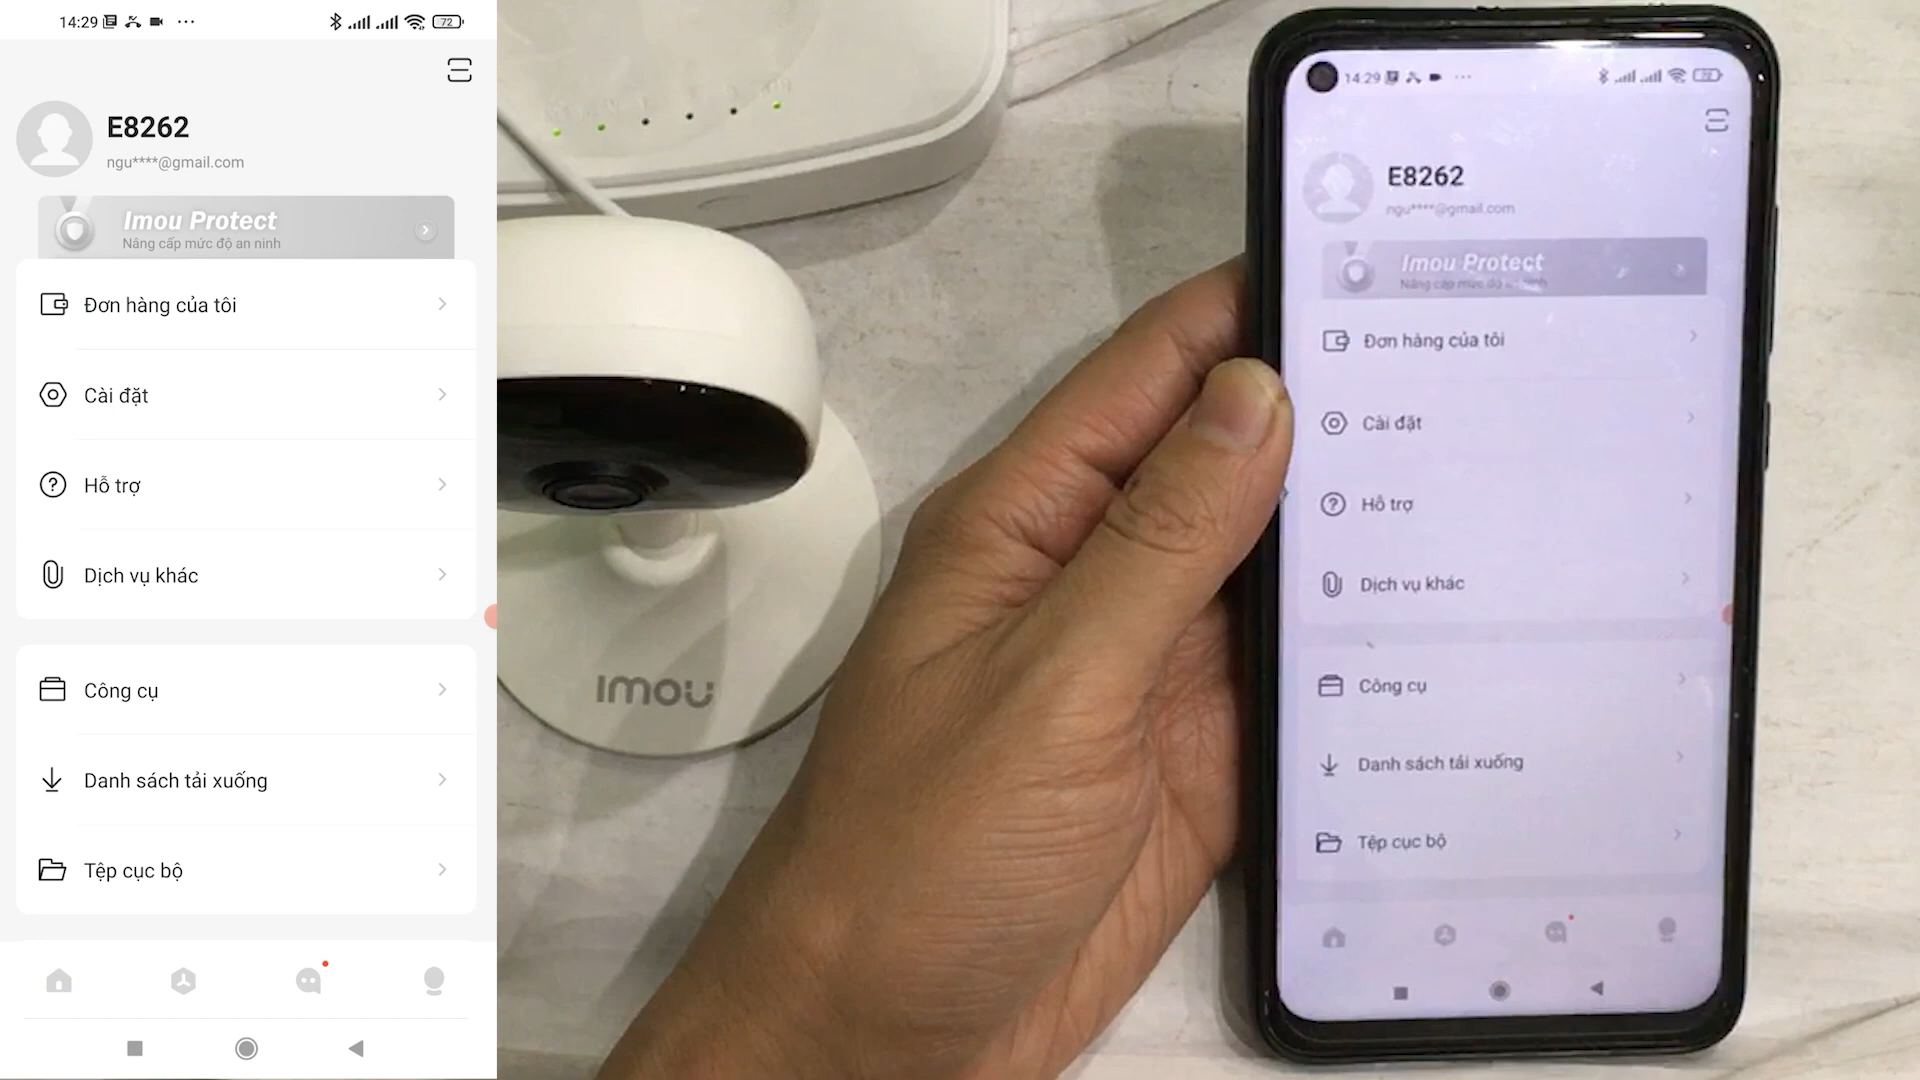 14:29
72
E8262
ngu****@gmail.com
Imou Protect
Nâng cấp mức độ an ninh
Đơn hàng của tôi
Cài đặt
Hỗ trợ
Dịch vụ khác
Công cụ
Danh sách tải xuống
Tệp cục bộ
imou
14:29
E8262
ngu****@gmail.com
Imou Protect
Nâng cấp mức độ an ninh
Đơn hàng của tôi
Cài đặt
Hỗ trợ
Dịch vụ khác
Công cụ
Danh sách tải xuống
Tệp cục bộ